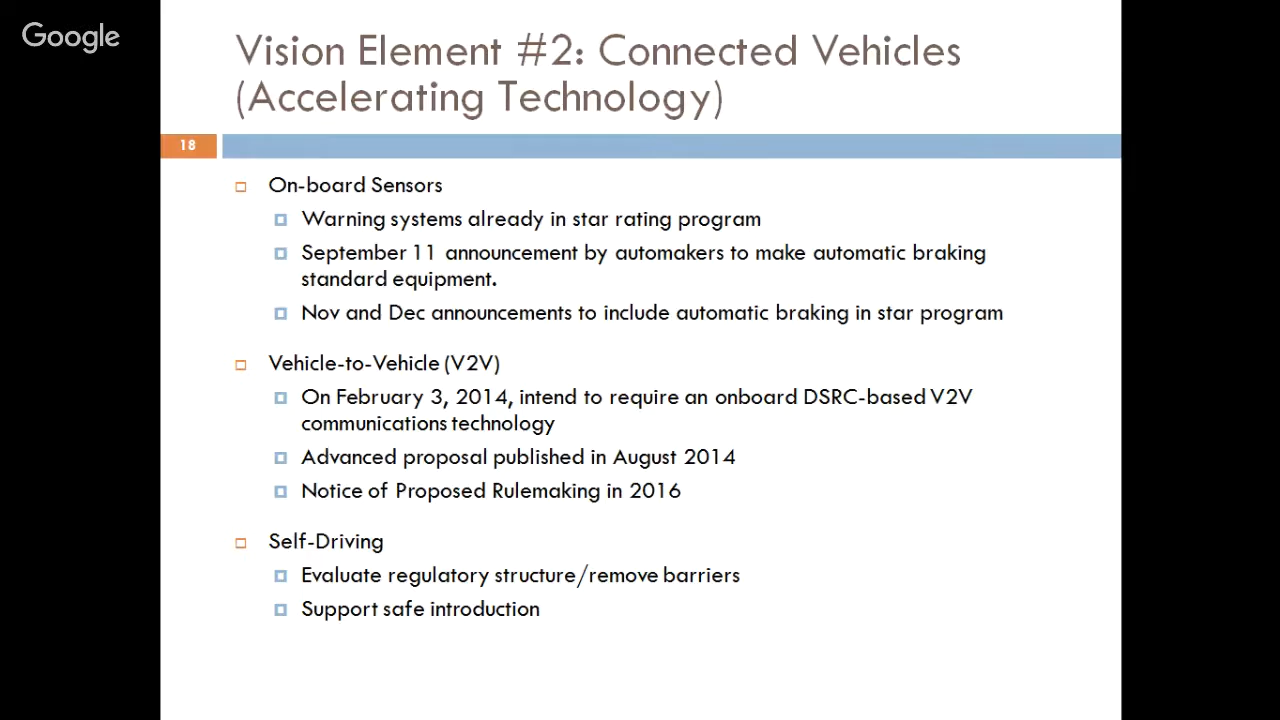 Google
Vision Element #2: Connected Vehicles
(Accelerating Technology)
18
On-board Sensors
Warning systems already in star rating program
September 11 announcement by automakers to make automatic braking
standard equipment.
Nov and Dec announcements to include automatic braking in star program
Vehicle-to-Vehicle (V2V)
On February 3, 2014, intend to require an onboard DSRC-based V2V
communications technology
Advanced proposal published in August 2014
Notice of Proposed Rulemaking in 2016
Self-Driving
Evaluate regulatory structure/remove barriers
Support safe introduction